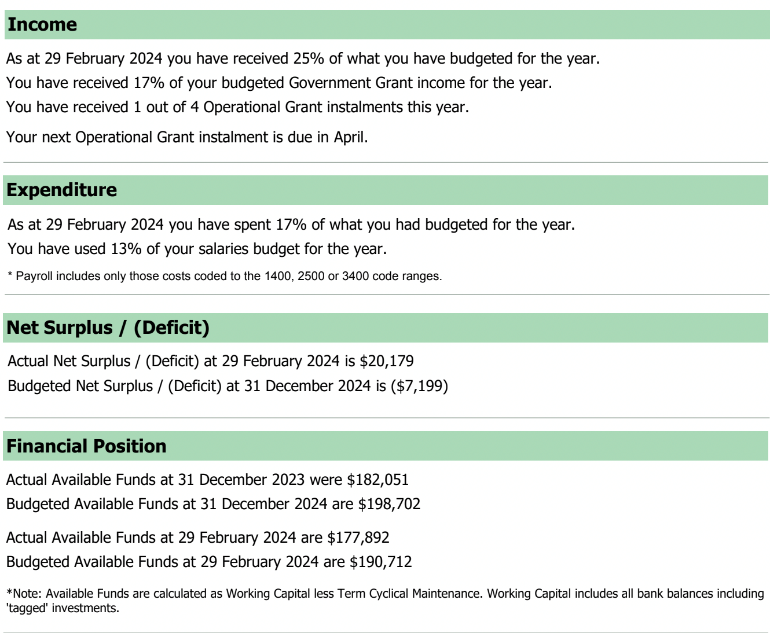 Income
As at 29 February 2024 you have received 25% of what you have budgeted for the year.
You have received 17% of your budgeted Government Grant income for the year.
You have received 1 out of 4 Operational Grant instalments this year.
Your next Operational Grant instalment is due in April.
Expenditure
As at 29 February 2024 you have spent 17% of what you had budgeted for the year.
You have used 13% of your salaries budget for the year.
* Payroll includes only those costs coded to the 1400, 2500 or 3400 code ranges.
Net Surplus / (Deficit)
Actual Net Surplus / (Deficit) at 29 February 2024 is $20,179
Budgeted Net Surplus / (Deficit) at 31 December 2024 is ($7,199)
Financial Position
Actual Available Funds at 31 December 2023 were $182,051
Budgeted Available Funds at 31 December 2024 are $198,702
Actual Available Funds at 29 February 2024 are $177,892
Budgeted Available Funds at 29 February 2024 are $190,712
*Note: Available Funds are calculated as Working Capital less Term Cyclical Maintenance. Working Capital includes all bank balances including
'tagged' investments.